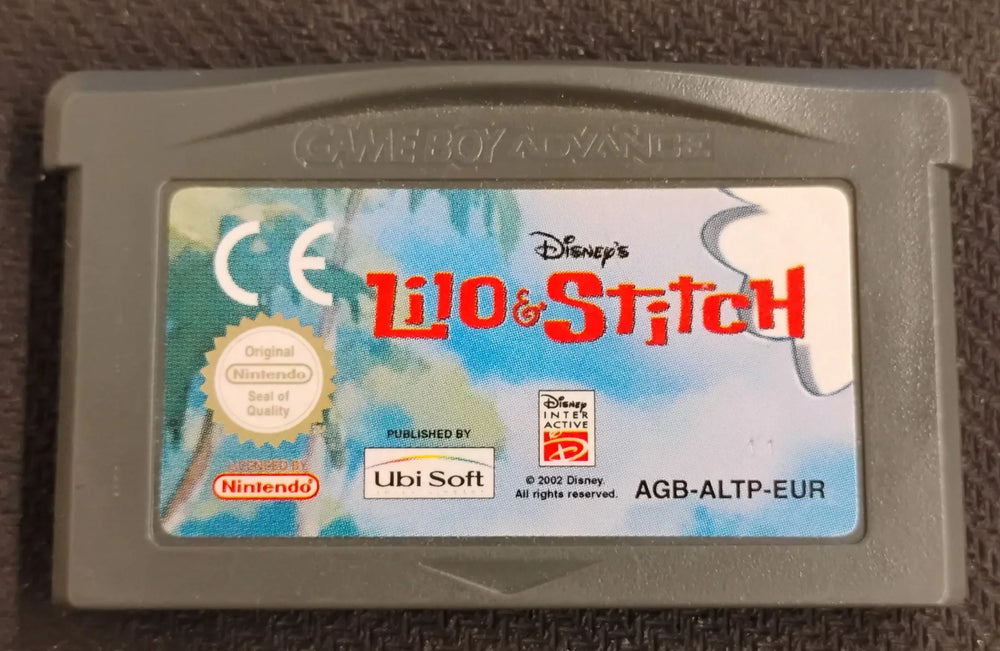 GAME BOY ADVANCE
CE
Disney's
Lilo & Stitch
Original
Nintendo
Seal of
Quality
LICENSED BY
Nintendo
PUBLISHED BY
Ubi Soft
Disney
INTER
ACTIVE
© 2002 Disney.
All rights reserved.
AGB-ALTP-EUR
11